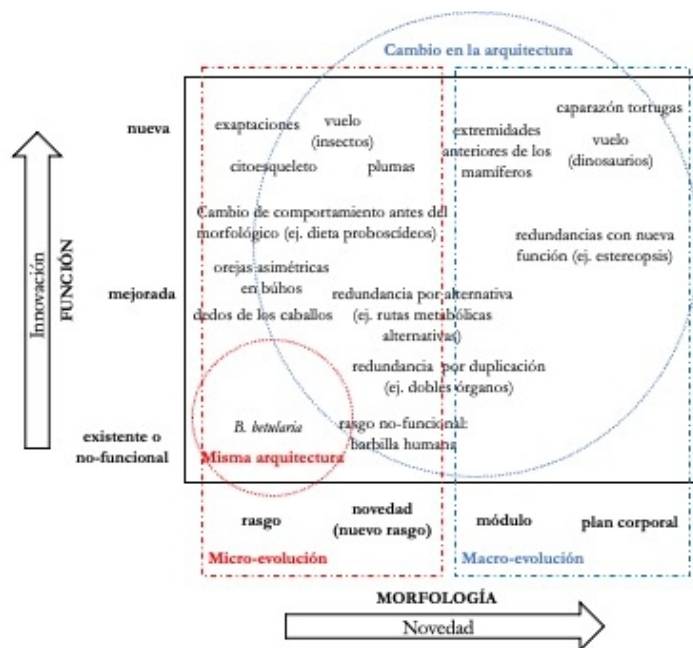 Cambio en la arquitectura
nueva
exaptaciones
vuelo
(insectos)
citoesqueleto
plumas
extremidades
anteriores de los
mamíferos
caparazón tortugas
vuelo
(dinosaurios)
Cambio de comportamiento antes del
morfológico (ej. dieta proboscídeos)
redundancias con nueva
función (ej. estereopsis)
Innovación
FUNCIÓN
mejorada
orejas asimétricas
en búhos
dedos de los caballos
redundancia por alternativa
(ej. rutas metabólicas
alternativas)
redundancia por duplicación
(ej. dobles órganos)
existente o
no-funcional
B. betularia
rasgo no-funcional:
barbilla humana
Misma arquitectura
rasgo
novedad
(nuevo rasgo)
módulo
plan corporal
Micro-evolución
Macro-evolución
MORFOLOGÍA
Novedad